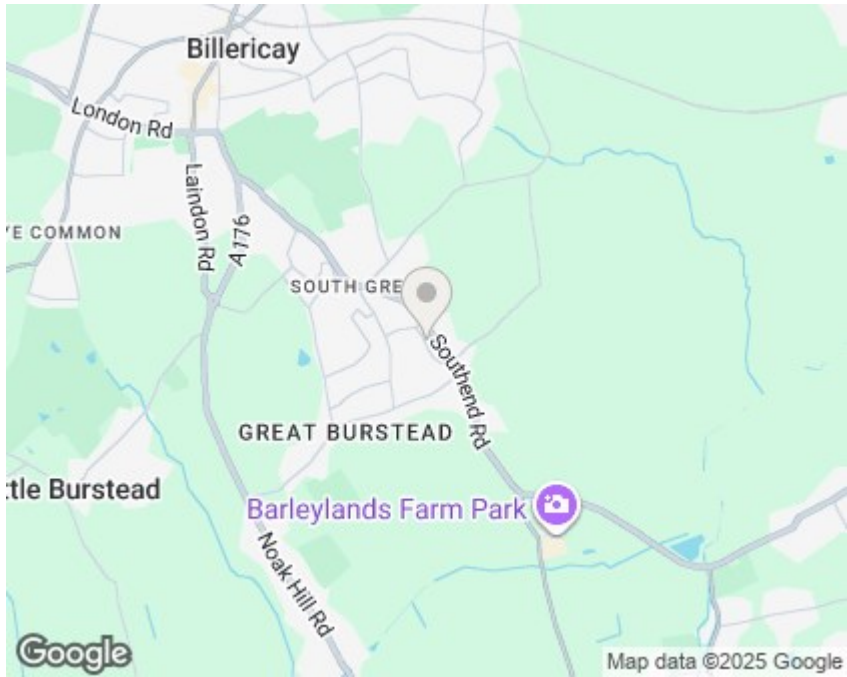 Billericay
London Rd
Laindon Rd
A176
YE COMMON
SOUTH GRE
Southend Rd
GREAT BURSTEAD
ttle Burstead
Barleylands Farm Park
Noak Hill Rd
Google
Map data ©2025 Google